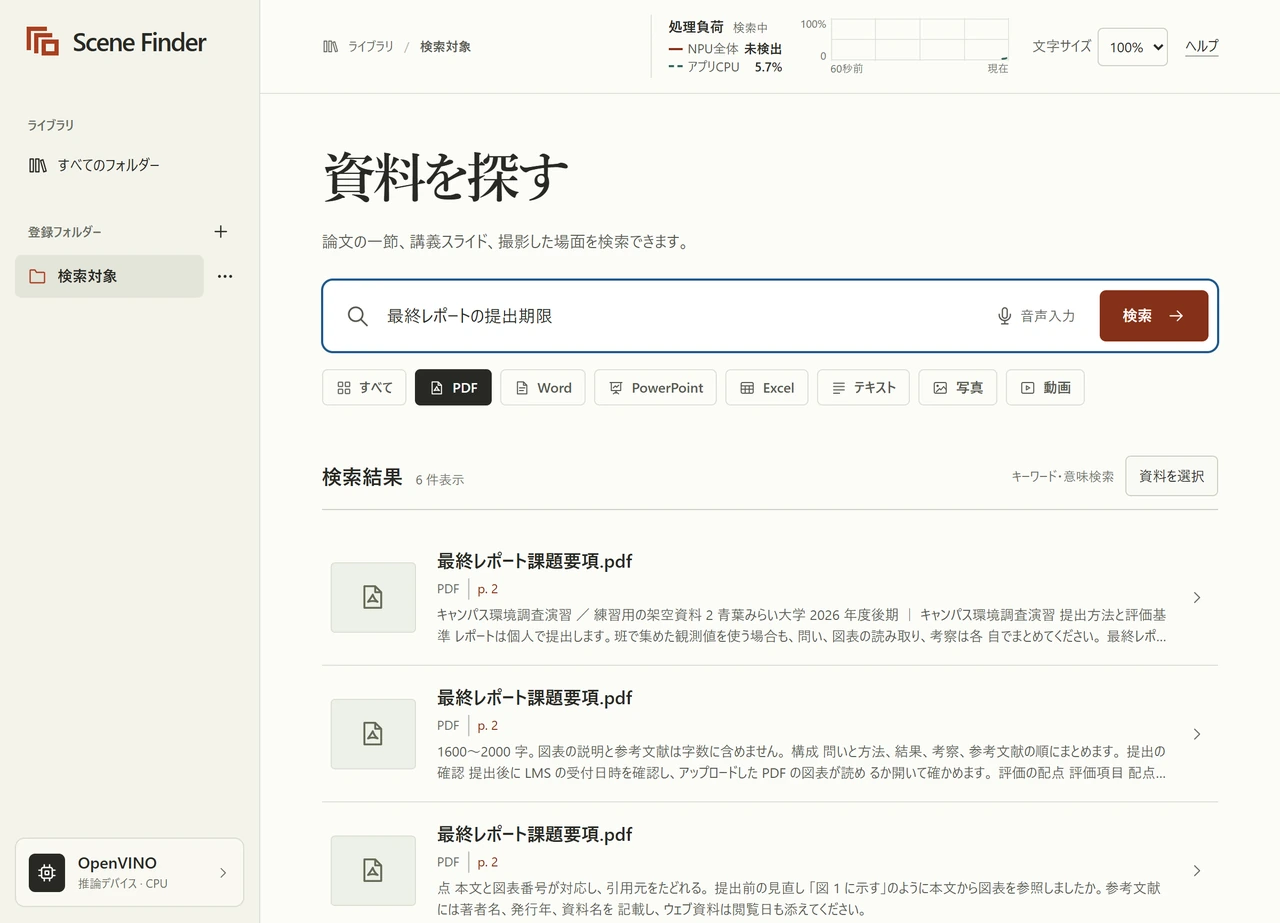 Scene Finder
ライブラリ / 検索対象
処理負荷 検索中
NPU全体 未検出
アプリCPU 5.7%
100%
0
60秒前 現在
文字サイズ 100% ヘルプ
ライブラリ
すべてのフォルダー
登録フォルダー
検索対象
資料を探す
論文の一節、講義スライド、撮影した場面を検索できます。
最終レポートの提出期限 音声入力 検索
すべて PDF Word PowerPoint Excel テキスト 写真 動画
検索結果 6 件表示 キーワード・意味検索 資料を選択
最終レポート課題要項.pdf
PDF p. 2
キャンパス環境調査演習 ／ 練習用の架空資料 2 青葉みらい大学 2026 年度後期 ｜ キャンパス環境調査演習 提出方法と評価基
準 レポートは個人で提出します。班で集めた観測値を使う場合も、問い、図表の読み取り、考察は各 自でまとめてください。 最終レポ...
最終レポート課題要項.pdf
PDF p. 2
1600〜2000 字。図表の説明と参考文献は字数に含めません。 構成 問いと方法、結果、考察、参考文献の順にまとめます。 提出の
確認 提出後に LMS の受付日時を確認し、アップロードした PDF の図表が読め るか開いて確かめます。 評価の配点 評価項目 配点...
最終レポート課題要項.pdf
PDF p. 2
点 本文と図表番号が対応し、引用元をたどれる。 提出前の見直し 「図 1 に示す」のように本文から図表を参照しましたか。参考文献
には著者名、発行年、資料名を 記載し、ウェブ資料は閲覧日も添えてください。
OpenVINO
推論デバイス · CPU